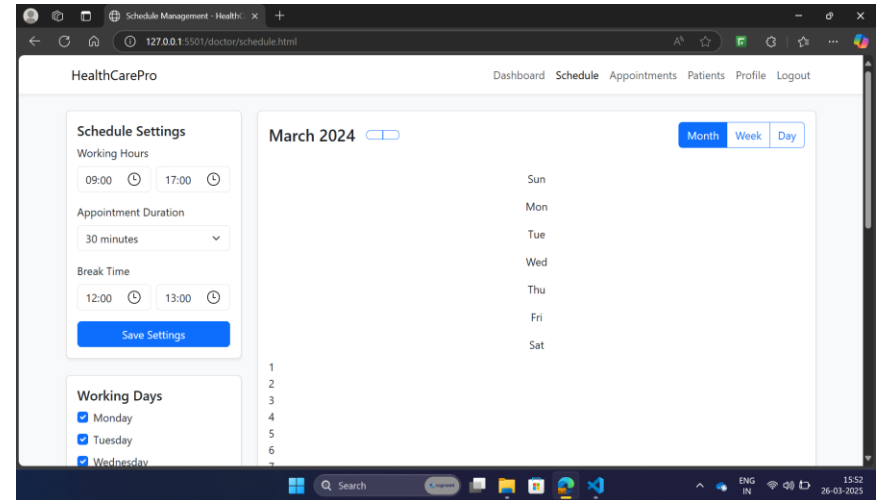 Schedule Management - HealthC
127.0.0.1:5501/doctor/schedule.html
HealthCarePro
Dashboard Schedule Appointments Patients Profile Logout
Schedule Settings
Working Hours
09:00 17:00
Appointment Duration
30 minutes
Break Time
12:00 13:00
Save Settings
Working Days
Monday
Tuesday
Wednesday
March 2024
Month Week Day
Sun
Mon
Tue
Wed
Thu
Fri
Sat
1
2
3
4
5
6
7
Search
ENG
IN
15:52
26-03-2025